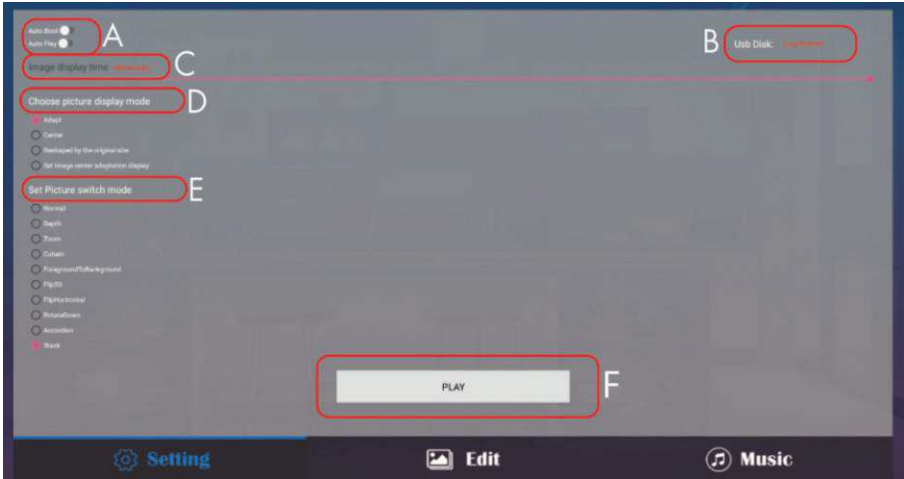 Auto Boot
Auto Play
A
B
Usb Disk:
Image display time
C
Choose picture display mode
D
Adapt
Center
Reshaped by the original size
Set Image center adaptation display
Set Picture switch mode
E
Normal
Depth
Zoom
Cubain
ForegroundToBackground
Flip3D
FlipHorizontal
RotateDown
Accordion
Stack
PLAY
F
Setting
Edit
Music